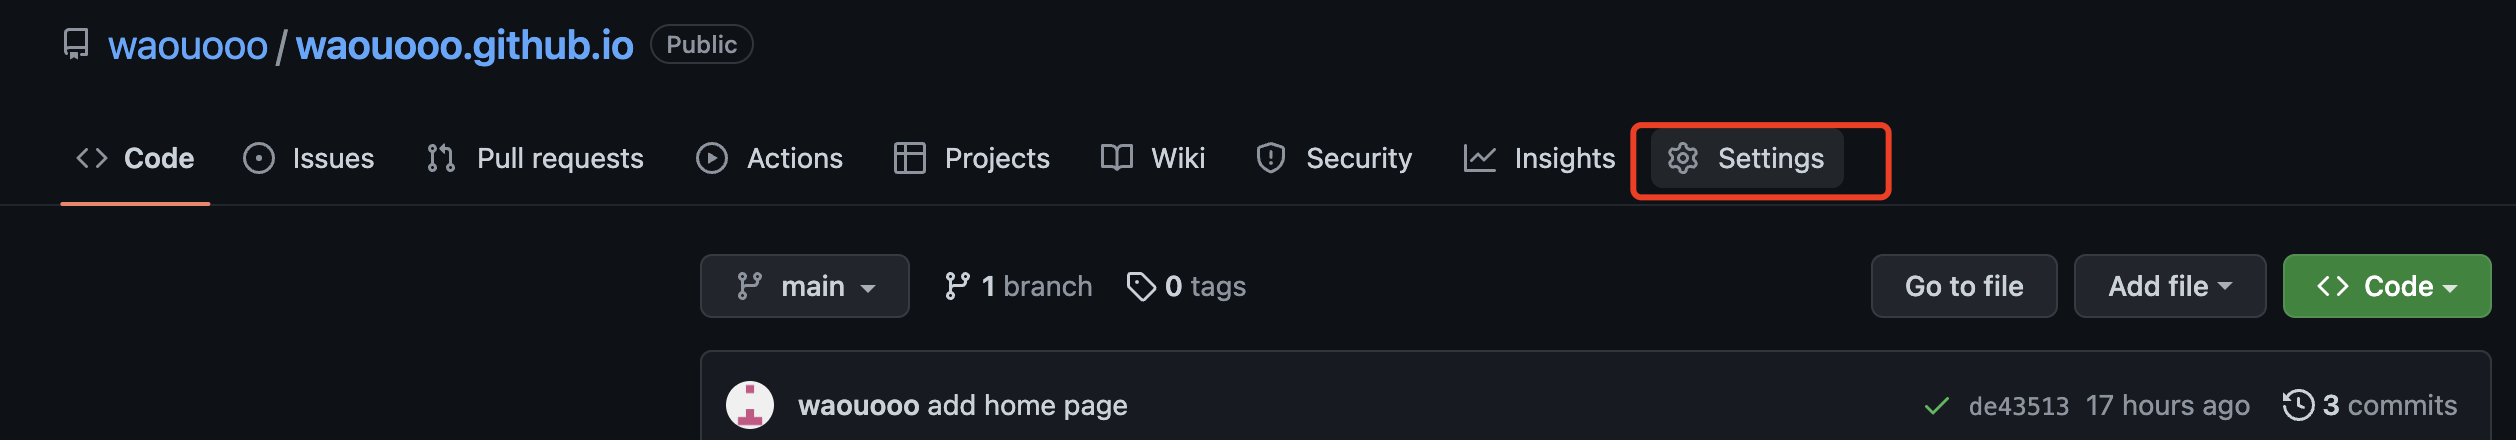 waouooo / waouooo.github.io Public
Code Issues Pull requests Actions Projects Wiki Security Insights Settings
main 1 branch 0 tags Go to file Add file Code
waouooo add home page de43513 17 hours ago 3 commits